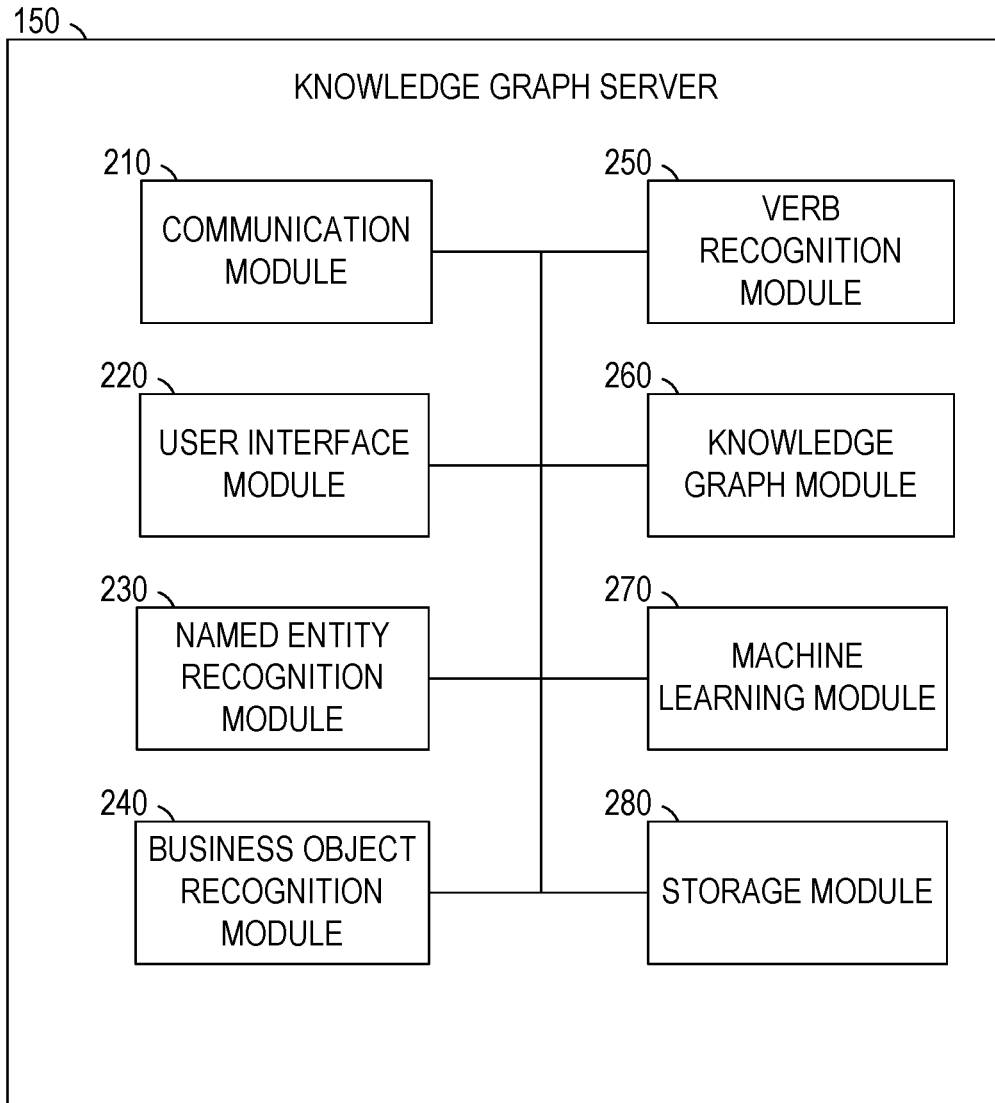 150
KNOWLEDGE GRAPH SERVER
210
COMMUNICATION
MODULE
250
VERB
RECOGNITION
MODULE
220
USER INTERFACE
MODULE
260
KNOWLEDGE
GRAPH MODULE
230
NAMED ENTITY
RECOGNITION
MODULE
270
MACHINE
LEARNING MODULE
240
BUSINESS OBJECT
RECOGNITION
MODULE
280
STORAGE MODULE